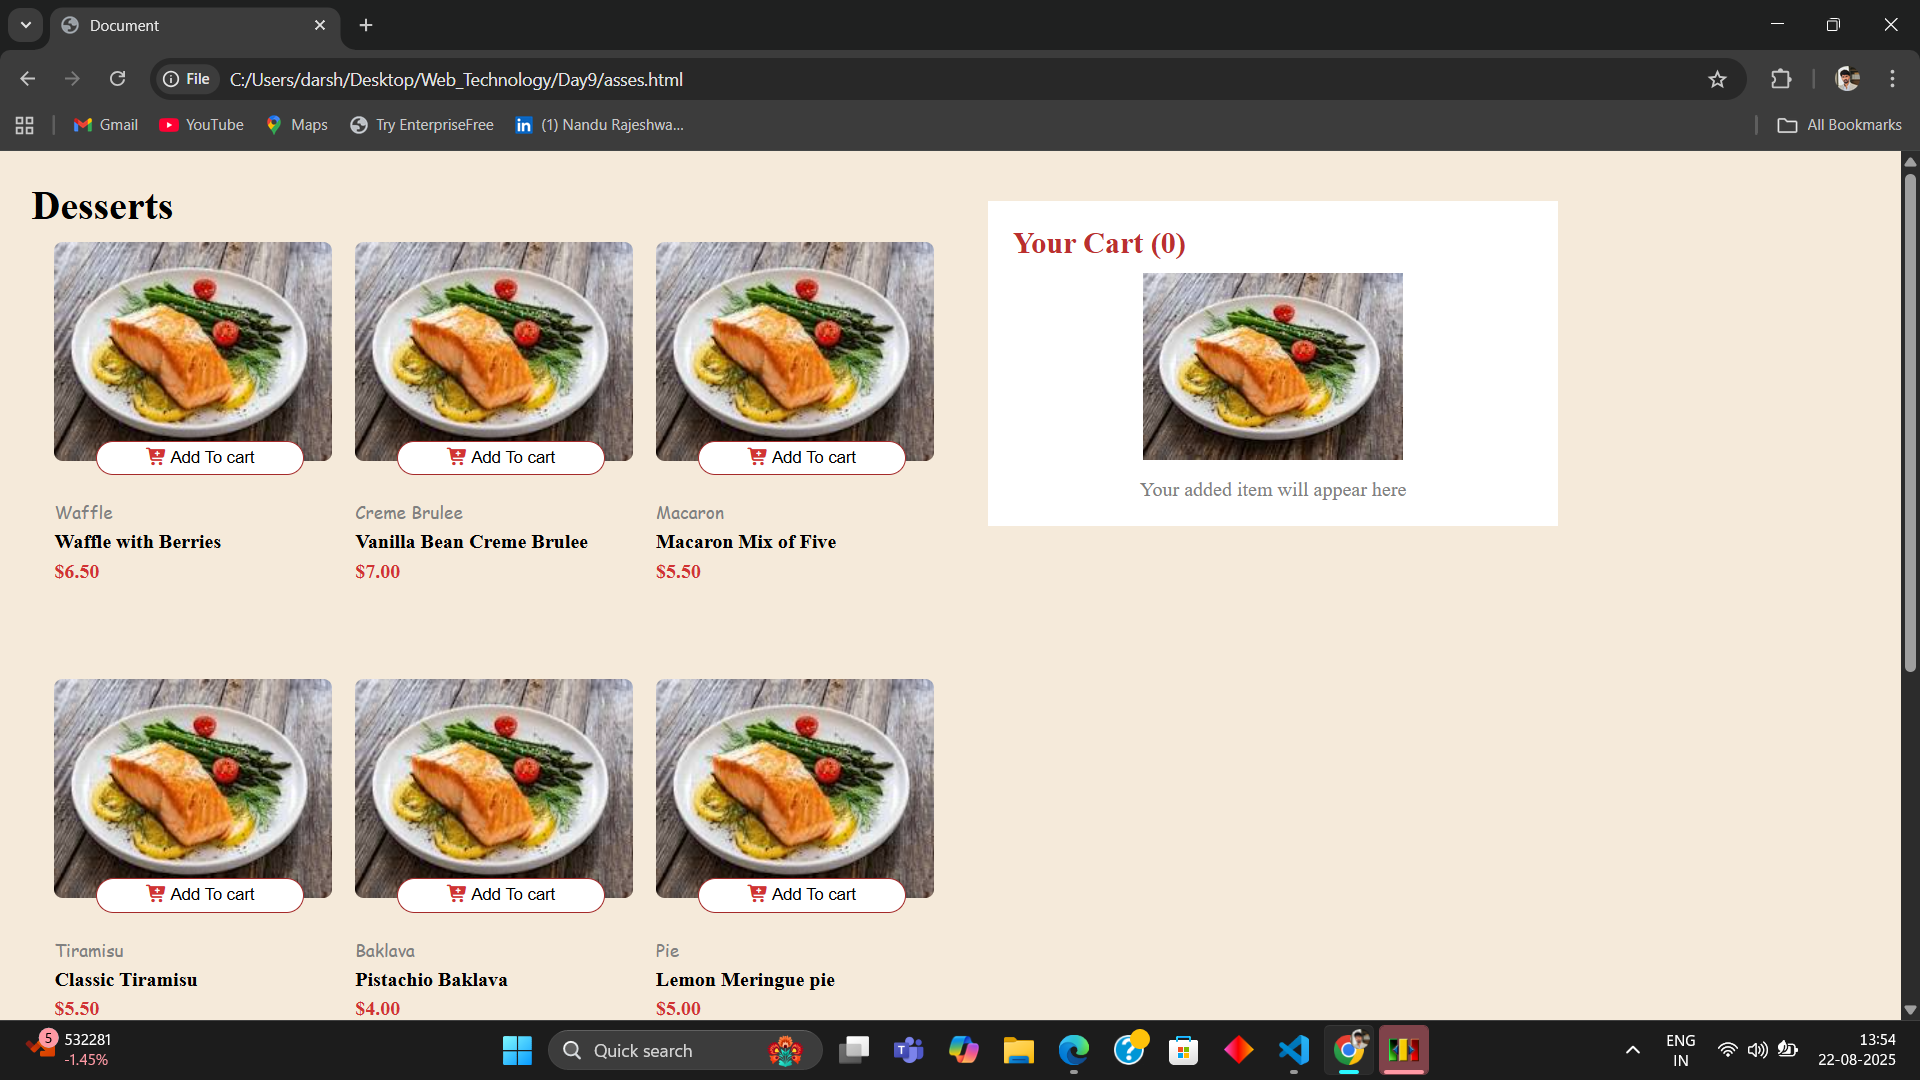 Document
File
C:/Users/darsh/Desktop/Web_Technology/Day9/asses.html
Gmail
YouTube
Maps
Try EnterpriseFree
(1) Nandu Rajeshwa...
All Bookmarks
Desserts
Add To cart
Add To cart
Add To cart
Waffle
Creme Brulee
Macaron
Waffle with Berries
Vanilla Bean Creme Brulee
Macaron Mix of Five
$6.50
$7.00
$5.50
Add To cart
Add To cart
Add To cart
Tiramisu
Baklava
Pie
Classic Tiramisu
Pistachio Baklava
Lemon Meringue pie
$5.50
$4.00
$5.00
Your Cart (0)
Your added item will appear here
5
532281
-1.45%
Quick search
ENG
IN
13:54
22-08-2025